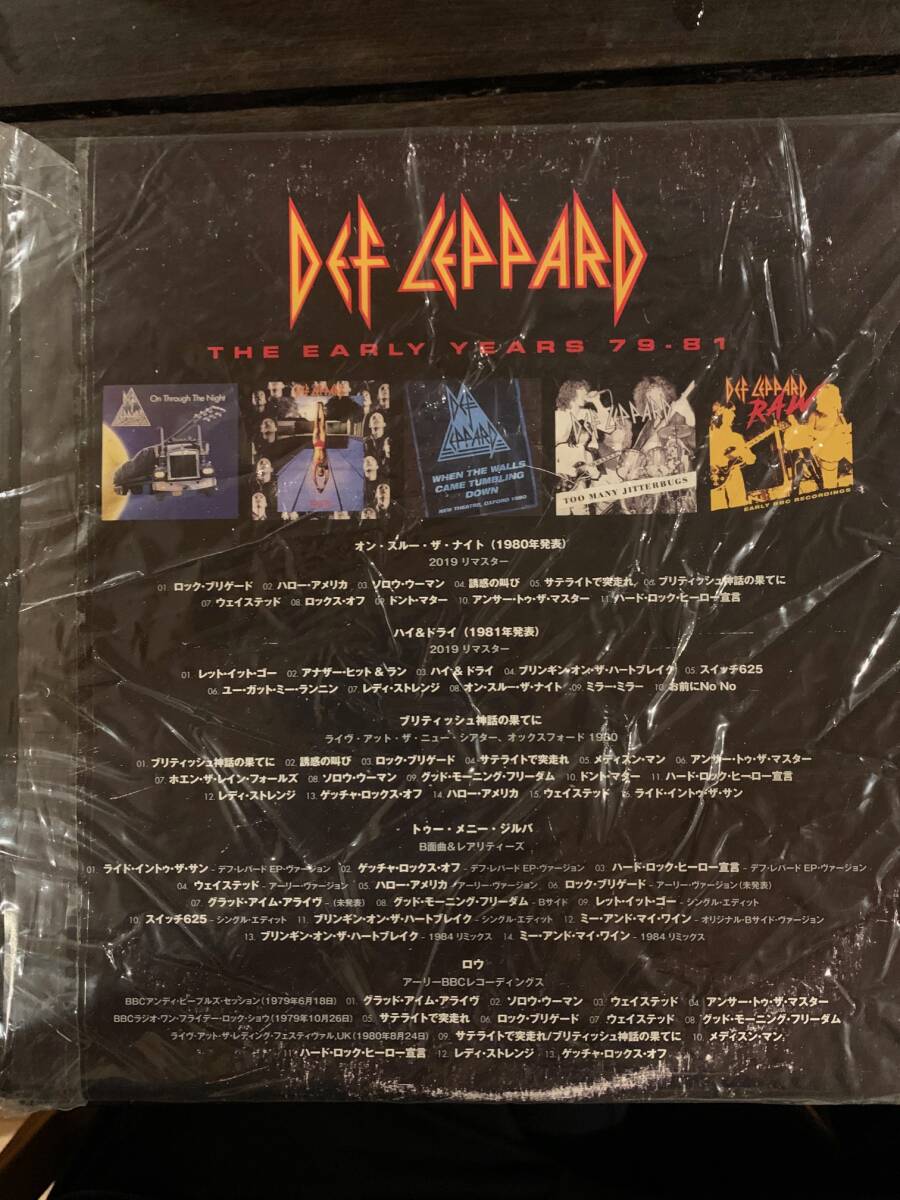 DEF LEPPARD
THE EARLY YEARS 79-81
On Through The Night
DEF LEPPARD
DEF LEPPARD
WHEN THE WALLS
CAME TUMBLING
DOWN
NEW THEATRE, OXFORD 1980
DEF LEPPARD
TOO MANY JITTERBUGS
DEF LEPPARD
RAW
EARLY BBC RECORDINGS
オン・スルー・ザ・ナイト（1980年発表）
2019 リマスター
01. ロック・ブリゲード 02. ハロー・アメリカ 03. ソロウ・ウーマン 04. 誘惑の叫び 05. サテライトで突走れ 06. ブリティッシュ神話の果てに
07. ウェイステッド 08. ロックス・オフ 09. ドント・マター 10. アンサー・トゥ・ザ・マスター 11. ハード・ロック・ヒーロー宣言
ハイ&ドライ（1981年発表）
2019 リマスター
01. レット・イット・ゴー 02. アナザー・ヒット&ラン 03. ハイ&ドライ 04. ブリンギン・オン・ザ・ハートブレイク 05. スイッチ625
06. ユー・ガット・ミー・ランニン 07. レディ・ストレンジ 08. オン・スルー・ザ・ナイト 09. ミラー・ミラー 10. お前にNo No
ブリティッシュ神話の果てに
ライヴ・アット・ザ・ニュー・シアター、オックスフォード 1980
01. ブリティッシュ神話の果てに 02. 誘惑の叫び 03. ロック・ブリゲード 04. サテライトで突走れ 05. メディスン・マン 06. アンサー・トゥ・ザ・マスター
07. ホエン・ザ・レイン・フォールズ 08. ソロウ・ウーマン 09. グッド・モーニング・フリーダム 10. ドント・マター 11. ハード・ロック・ヒーロー宣言
12. レディ・ストレンジ 13. ゲッチャ・ロックス・オフ 14. ハロー・アメリカ 15. ウェイステッド 16. ライド・イントゥ・ザ・サン
トゥー・メニー・ジルバ
B面曲&レアリティーズ
01. ライド・イントゥ・ザ・サン – デフ・レパード EP・ヴァージョン 02. ゲッチャ・ロックス・オフ – デフ・レパード EP・ヴァージョン 03. ハード・ロック・ヒーロー宣言 – デフ・レパード EP・ヴァージョン
04. ウェイステッド – アーリー・ヴァージョン 05. ハロー・アメリカ – アーリー・ヴァージョン 06. ロック・ブリゲード – アーリー・ヴァージョン（未発表）
07. グラッド・アイム・アライヴ – （未発表） 08. グッド・モーニング・フリーダム – Bサイド 09. レット・イット・ゴー – シングル・エディット
10. スイッチ625 – シングル・エディット 11. ブリンギン・オン・ザ・ハートブレイク – シングル・エディット 12. ミー・アンド・マイ・ワイン – オリジナル・Bサイド・ヴァージョン
13. ブリンギン・オン・ザ・ハートブレイク – 1984 リミックス 14. ミー・アンド・マイ・ワイン – 1984 リミックス
ロウ
アーリーBBCレコーディングス
BBCアンディ・ピーブルズ・セッション（1979年6月18日） 01. グラッド・アイム・アライヴ 02. ソロウ・ウーマン 03. ウェイステッド 04. アンサー・トゥ・ザ・マスター
BBCラジオ・ワン・フライデー・ロック・ショウ（1979年10月26日） 05. サテライトで突走れ 06. ロック・ブリゲード 07. ウェイステッド 08. グッド・モーニング・フリーダム
ライヴ・アット・ザ・レディング・フェスティヴァル,UK（1980年8月24日） 09. サテライトで突走れ/ブリティッシュ神話の果てに 10. メディスン・マン
11. ハード・ロック・ヒーロー宣言 12. レディ・ストレンジ 13. ゲッチャ・ロックス・オフ